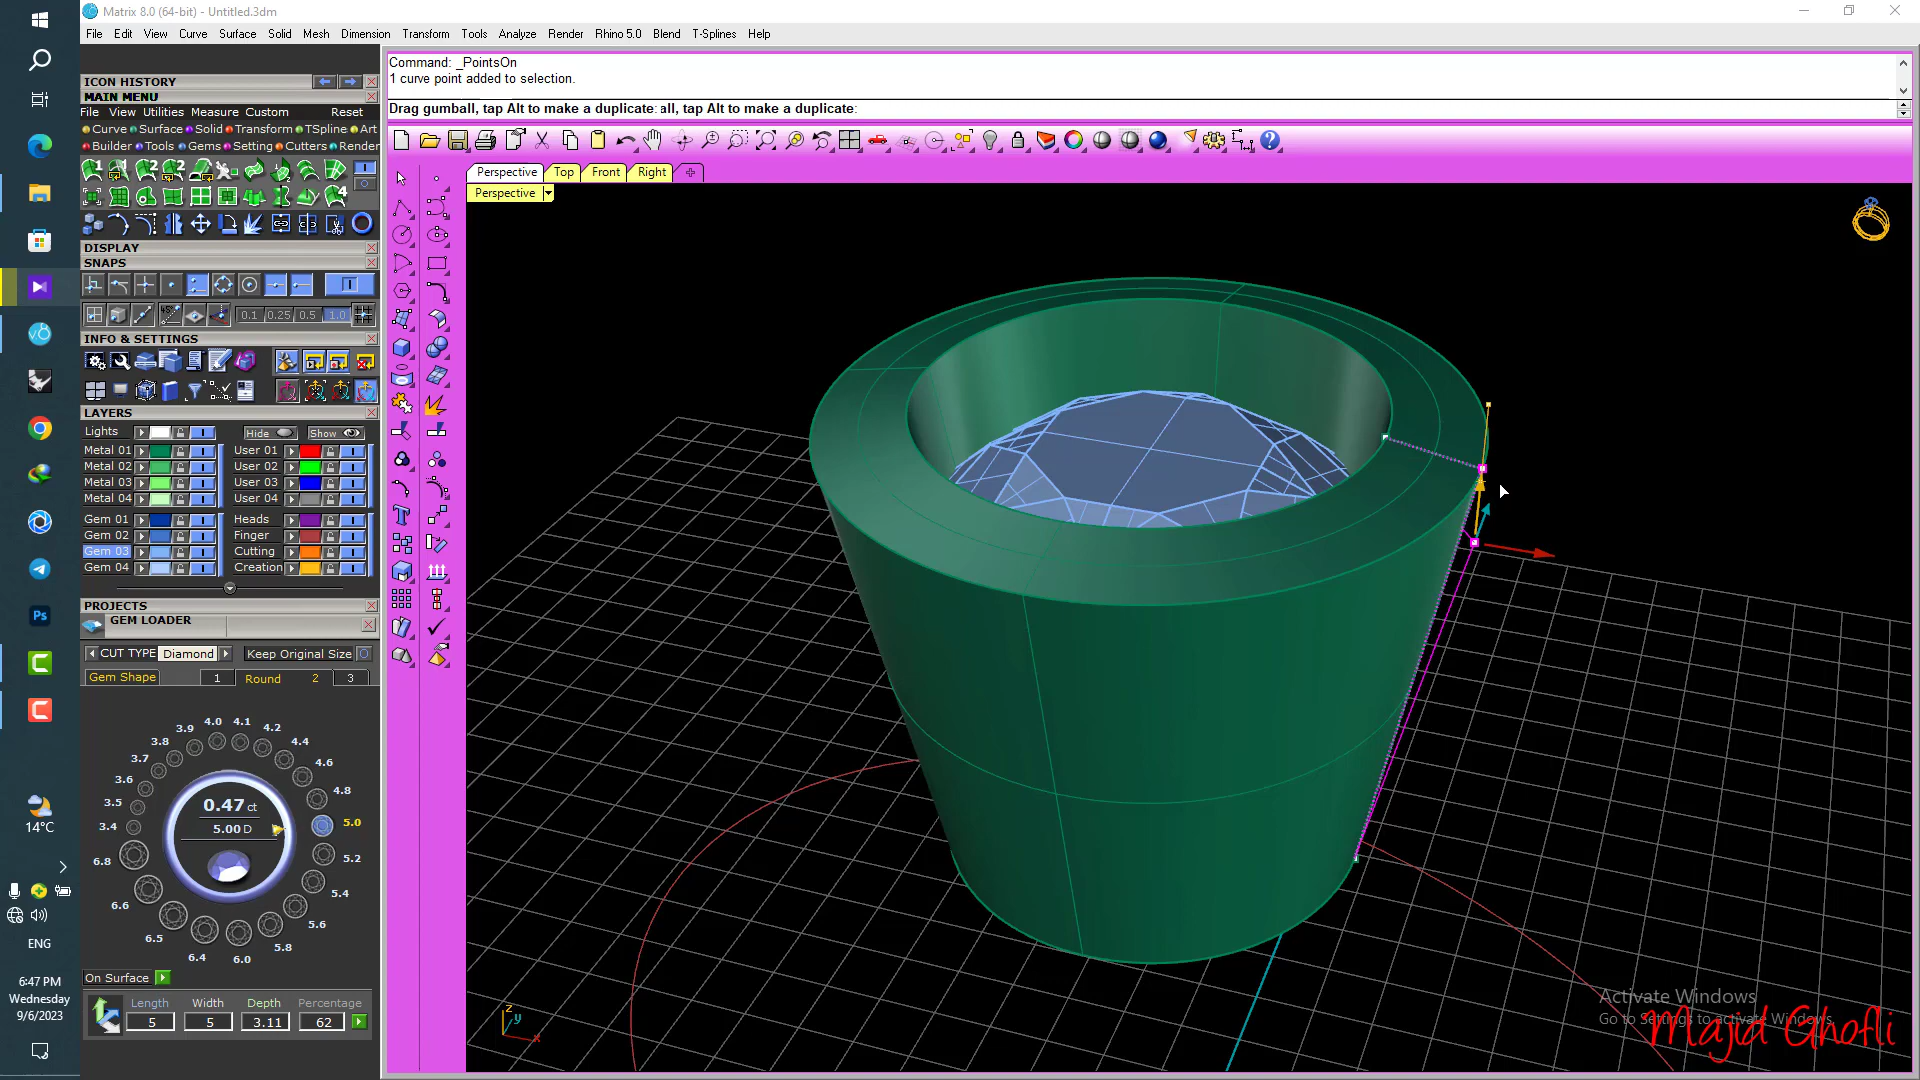 Matrix 8.0 (64-bit) - Untitled.3dm
File Edit View Curve Surface Solid Mesh Dimension Transform Tools Analyze Render Rhino 5.0 Blend T-Splines Help
Command: _PointsOn
1 curve point added to selection.
Drag gumball, tap Alt to make a duplicate: all, tap Alt to make a duplicate:
ICON HISTORY
MAIN MENU
File View Utilities Measure Custom Reset
Curve Surface Solid Transform TSpline Art
Builder Tools Gems Setting Cutters Render
DISPLAY
SNAPS
0.1 0.25 0.5 1.0
INFO & SETTINGS
LAYERS
Lights Hide Show
Metal 01 User 01
Metal 02 User 02
Metal 03 User 03
Metal 04 User 04
Gem 01 Heads
Gem 02 Finger
Gem 03 Cutting
Gem 04 Creation
PROJECTS
GEM LOADER
CUT TYPE Diamond Keep Original Size
Gem Shape 1 Round 2 3
4.0 4.1
3.9 4.2
3.8 4.4
3.7 4.6
3.6 4.8
3.5
3.4 5.0
6.8 5.2
6.6 5.4
6.5 5.6
6.4 6.0 5.8
0.47 ct
5.00 D
On Surface
Length Width Depth Percentage
5 5 3.11 62
Perspective Top Front Right
Perspective
z
y
x
14°C
ENG
6:47 PM
Wednesday
9/6/2023
Ps
Activate Windows
Go to Settings to activate Windows.
Majid Ghofli